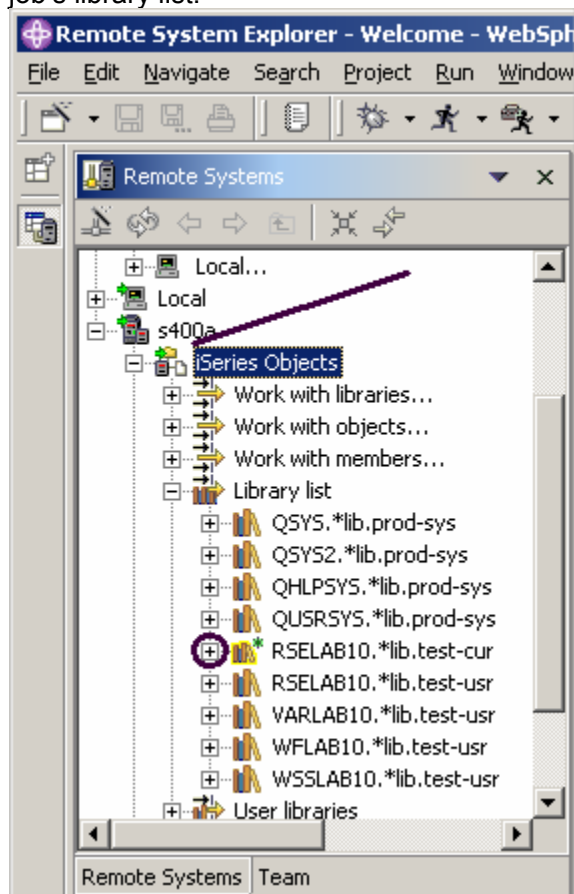 job's library list.
Remote System Explorer - Welcome - WebSph
File Edit Navigate Search Project Run Window
Remote Systems
Local...
Local
s400a
iSeries Objects
Work with libraries...
Work with objects...
Work with members...
Library list
QSYS.*lib.prod-sys
QSYS2.*lib.prod-sys
QHLPSYS.*lib.prod-sys
QUSRSYS.*lib.prod-sys
RSELAB10.*lib.test-cur
RSELAB10.*lib.test-usr
VARLAB10.*lib.test-usr
WFLAB10.*lib.test-usr
WSSLAB10.*lib.test-usr
User libraries
Remote Systems Team